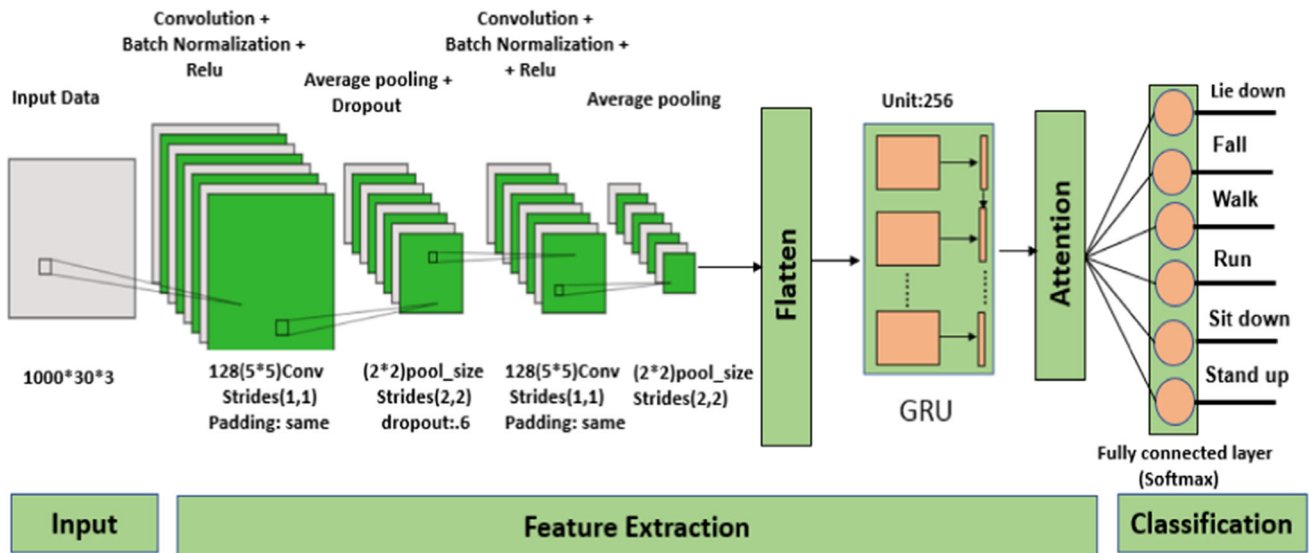 Input Data
1000*30*3
Convolution +
Batch Normalization +
Relu
128(5*5)Conv
Strides(1,1)
Padding: same
Average pooling +
Dropout
(2*2)pool_size
Strides(2,2)
dropout:.6
Convolution +
Batch Normalization +
+ Relu
128(5*5)Conv
Strides(1,1)
Padding: same
Average pooling
(2*2)pool_size
Strides(2,2)
Flatten
Unit:256
GRU
Attention
Lie down
Fall
Walk
Run
Sit down
Stand up
Fully connected layer
(Softmax)
Input
Feature Extraction
Classification